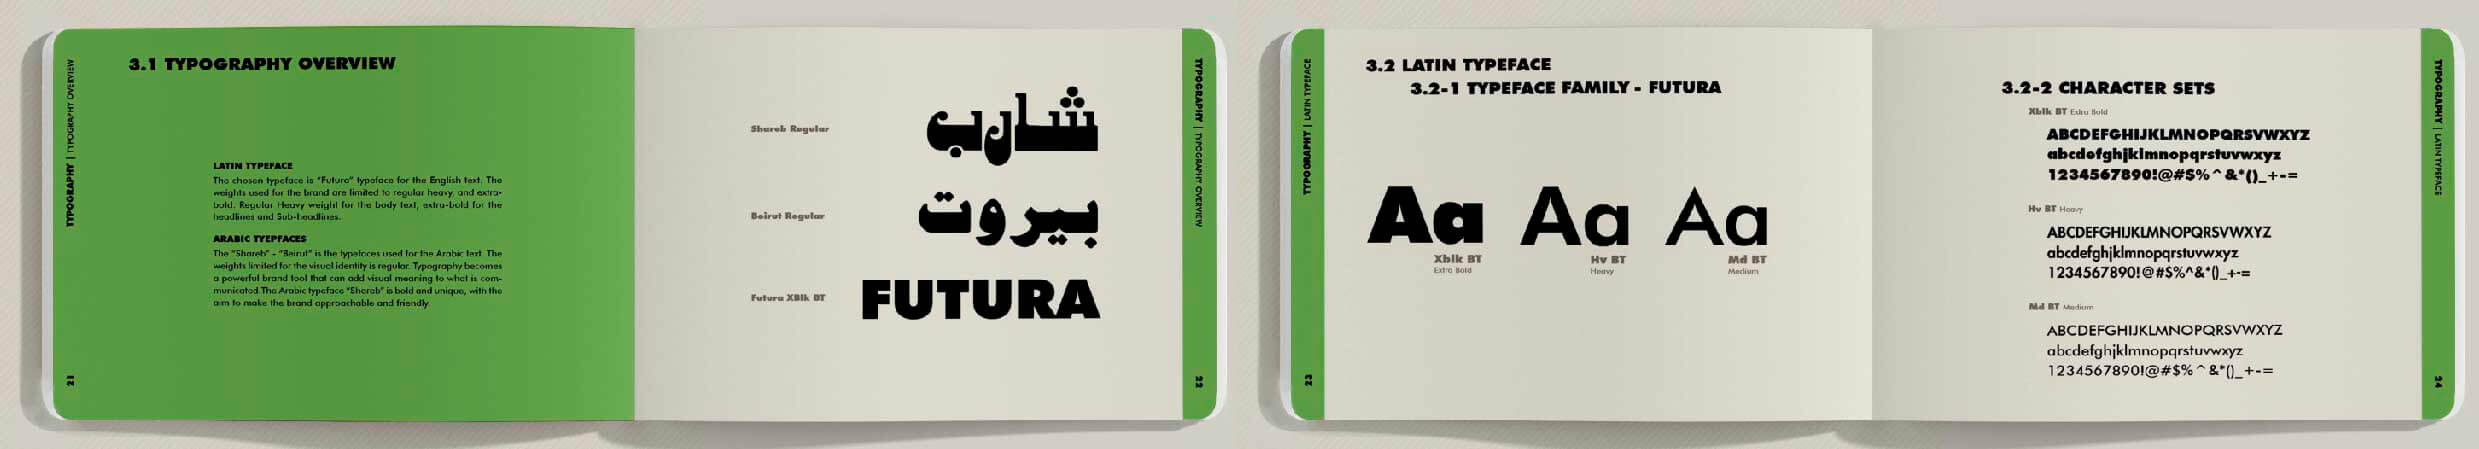 TYPOGRAPHY | TYPOGRAPHY OVERVIEW
21
3.1 TYPOGRAPHY OVERVIEW
LATIN TYPEFACE
The chosen typeface is "Futura" typeface for the English text. The
weights used for the brand are limited to regular heavy, and extra-
bold. Regular Heavy weight for the body text, extra-bold for the
headlines and Sub-headlines.
ARABIC TYEPFACES
The "Shareb" - "Beirut" is the typefaces used for the Arabic text. The
weights limited for the visual identity is regular. Typography becomes
a powerful brand tool that can add visual meaning to what is com-
municated.The Arabic typeface "Shareb" is bold and unique, with the
aim to make the brand approachable and friendly.
Shareb Regular
شارب
Beirut Regular
بيروت
Futura XBlk BT
FUTURA
TYPOGRAPHY | TYPOGRAPHY OVERVIEW
22
TYPOGRAPHY | LATIN TYPEFACE
23
3.2 LATIN TYPEFACE
3.2-1 TYPEFACE FAMILY - FUTURA
Aa
Xblk BT
Extra Bold
Aa
Hv BT
Heavy
Aa
Md BT
Medium
3.2-2 CHARACTER SETS
Xblk BT Extra Bold
ABCDEFGHIJKLMNOPQRSVWXYZ
abcdefghjklmnopqrstuvwxyz
1234567890!@#$%^&*()_+-=
Hv BT Heavy
ABCDEFGHIJKLMNOPQRSVWXYZ
abcdefghjklmnopqrstuvwxyz
1234567890!@#$%^&*()_+-=
Md BT Medium
ABCDEFGHIJKLMNOPQRSVWXYZ
abcdefghjklmnopqrstuvwxyz
1234567890!@#$%^&*()_+-=
TYPOGRAPHY | LATIN TYPEFACE
24